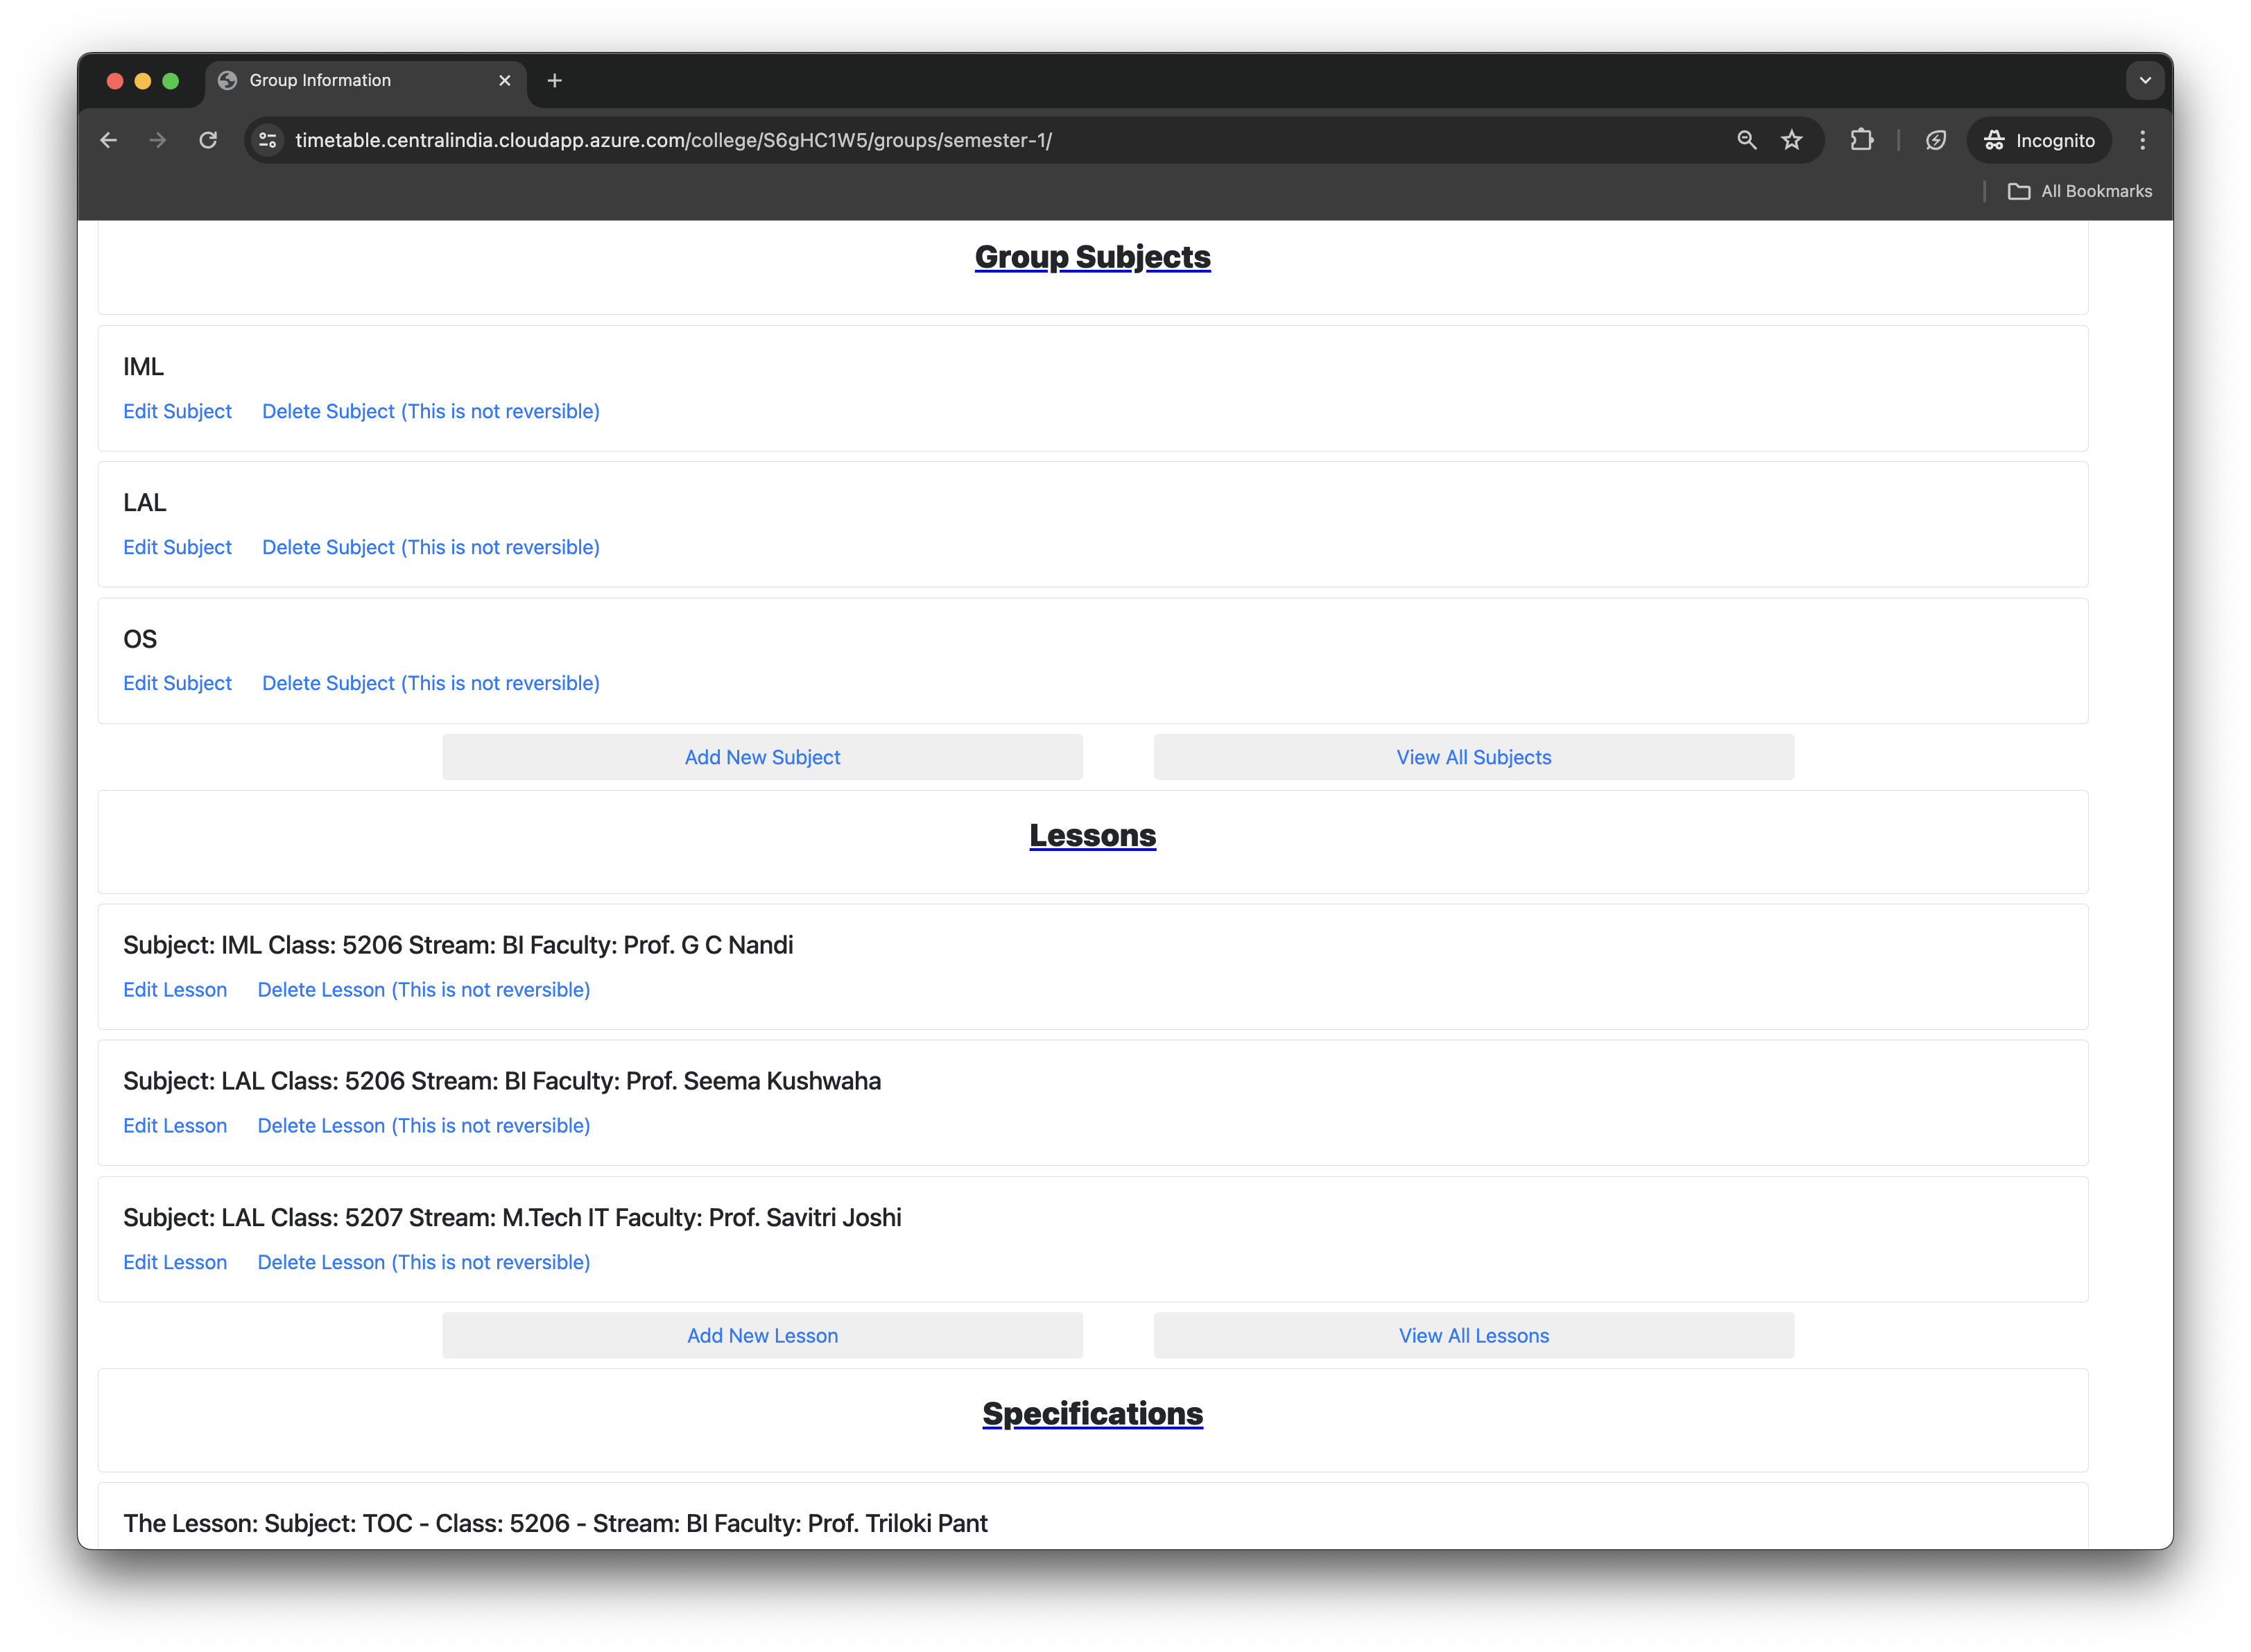 Group Information
timetable.centralindia.cloudapp.azure.com/college/S6gHC1W5/groups/semester-1/
Incognito
All Bookmarks
Group Subjects
IML
Edit Subject Delete Subject (This is not reversible)
LAL
Edit Subject Delete Subject (This is not reversible)
OS
Edit Subject Delete Subject (This is not reversible)
Add New Subject View All Subjects
Lessons
Subject: IML Class: 5206 Stream: BI Faculty: Prof. G C Nandi
Edit Lesson Delete Lesson (This is not reversible)
Subject: LAL Class: 5206 Stream: BI Faculty: Prof. Seema Kushwaha
Edit Lesson Delete Lesson (This is not reversible)
Subject: LAL Class: 5207 Stream: M.Tech IT Faculty: Prof. Savitri Joshi
Edit Lesson Delete Lesson (This is not reversible)
Add New Lesson View All Lessons
Specifications
The Lesson: Subject: TOC - Class: 5206 - Stream: BI Faculty: Prof. Triloki Pant